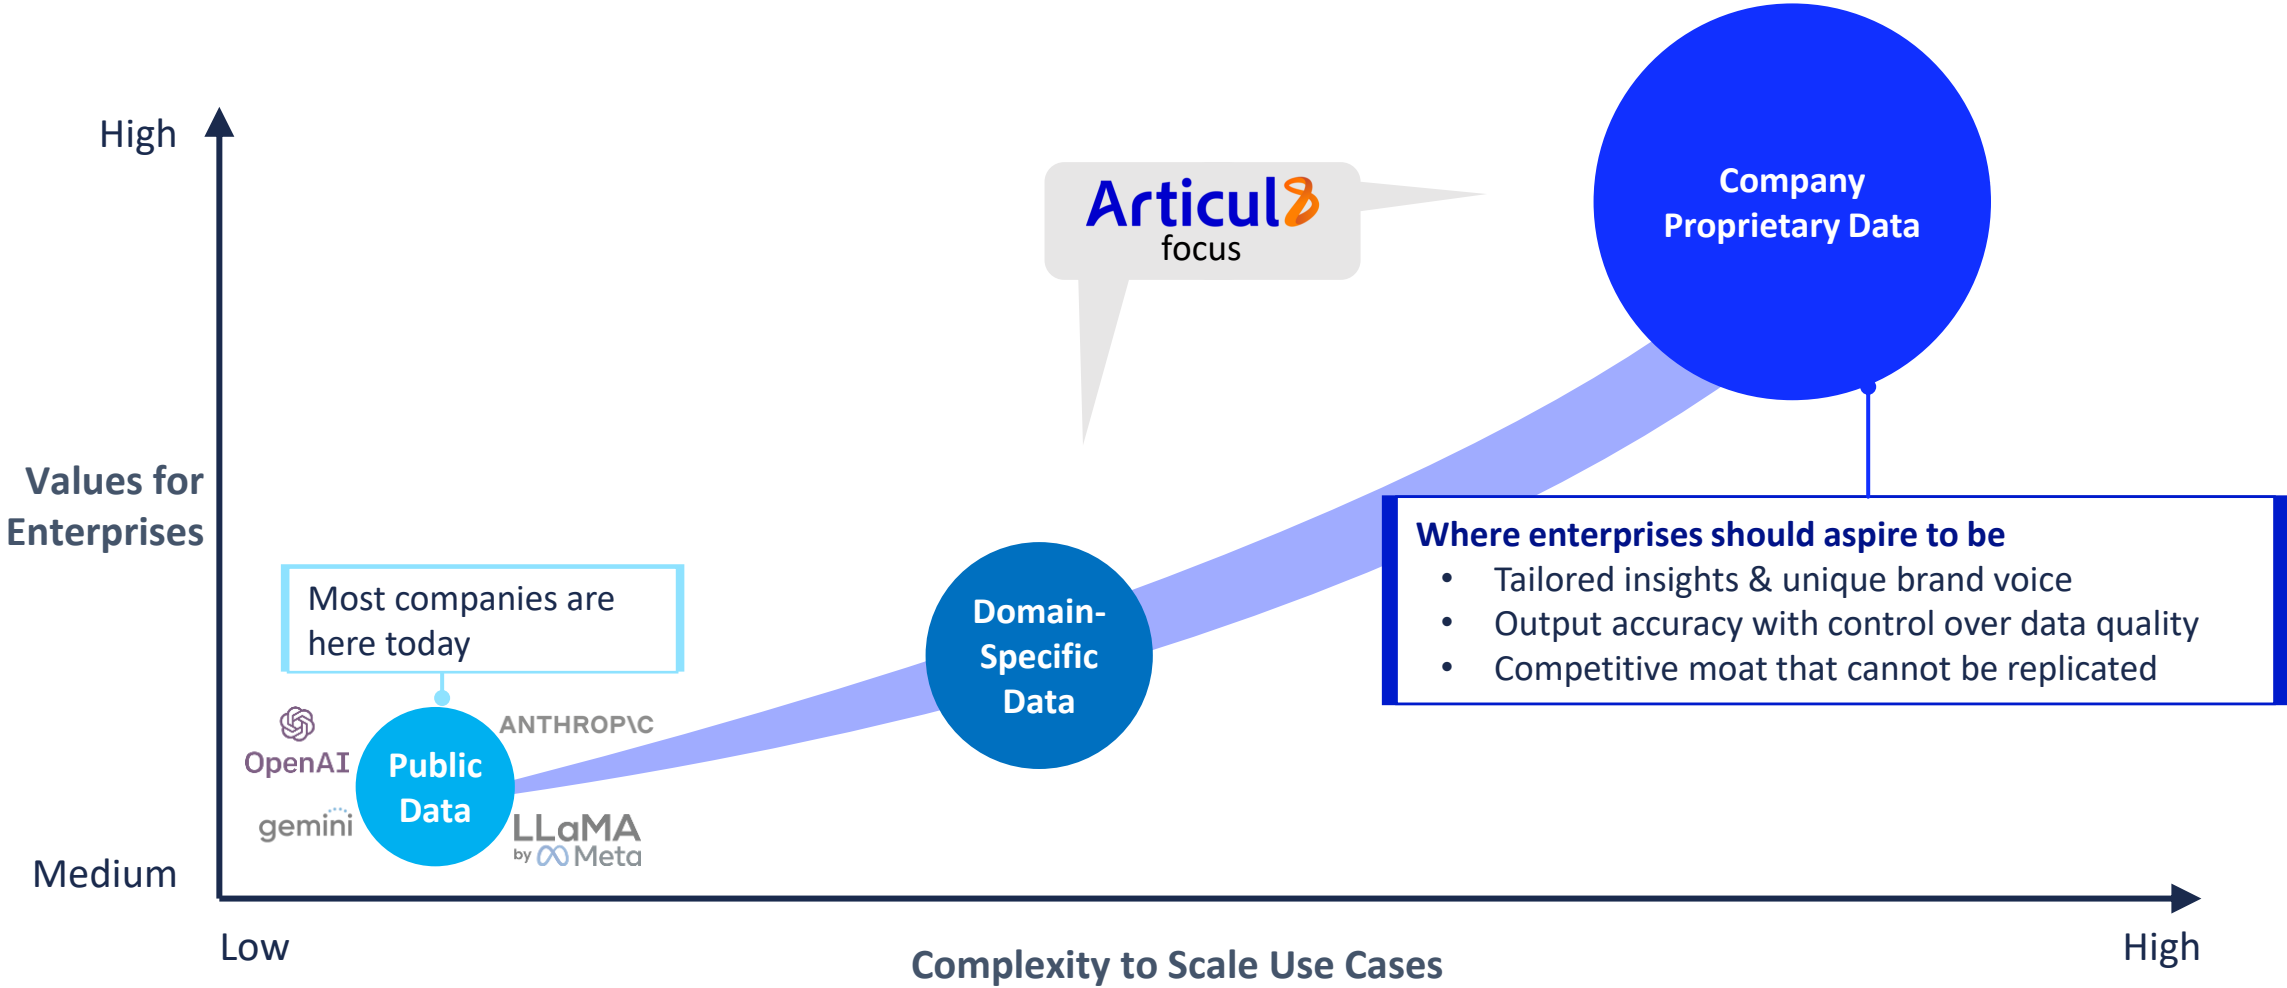 High
Articul8
focus
Company
Proprietary Data
Values for
Enterprises
Most companies are
here today
Domain-
Specific
Data
Where enterprises should aspire to be
• Tailored insights & unique brand voice
• Output accuracy with control over data quality
• Competitive moat that cannot be replicated
OpenAI
ANTHROP\C
Public
Data
gemini
LLaMA
by Meta
Medium
Low
Complexity to Scale Use Cases
High